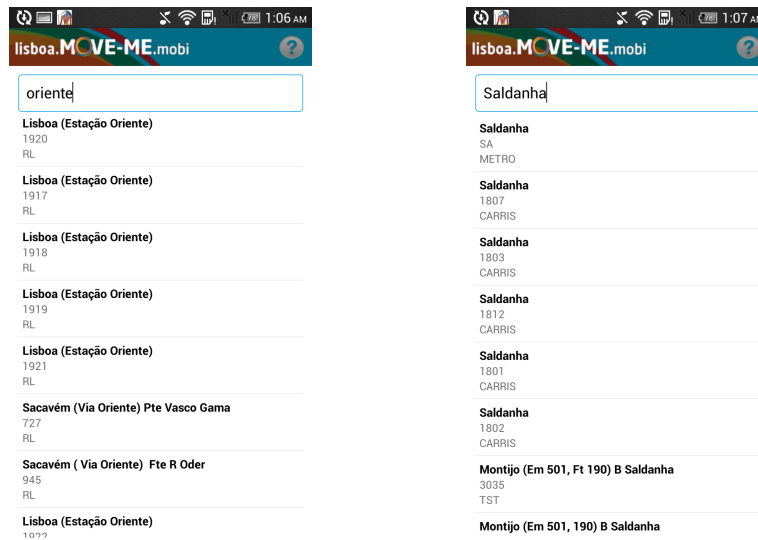 1:06 AM
lisboa.MOVE-ME.mobi
?
oriente
Lisboa (Estação Oriente)
1920
RL
Lisboa (Estação Oriente)
1917
RL
Lisboa (Estação Oriente)
1918
RL
Lisboa (Estação Oriente)
1919
RL
Lisboa (Estação Oriente)
1921
RL
Sacavém (Via Oriente) Pte Vasco Gama
727
RL
Sacavém ( Via Oriente) Fte R Oder
945
RL
Lisboa (Estação Oriente)
1922
1:07 AM
lisboa.MOVE-ME.mobi
?
Saldanha
Saldanha
SA
METRO
Saldanha
1807
CARRIS
Saldanha
1803
CARRIS
Saldanha
1812
CARRIS
Saldanha
1801
CARRIS
Saldanha
1802
CARRIS
Montijo (Em 501, Ft 190) B Saldanha
3035
TST
Montijo (Em 501, 190) B Saldanha